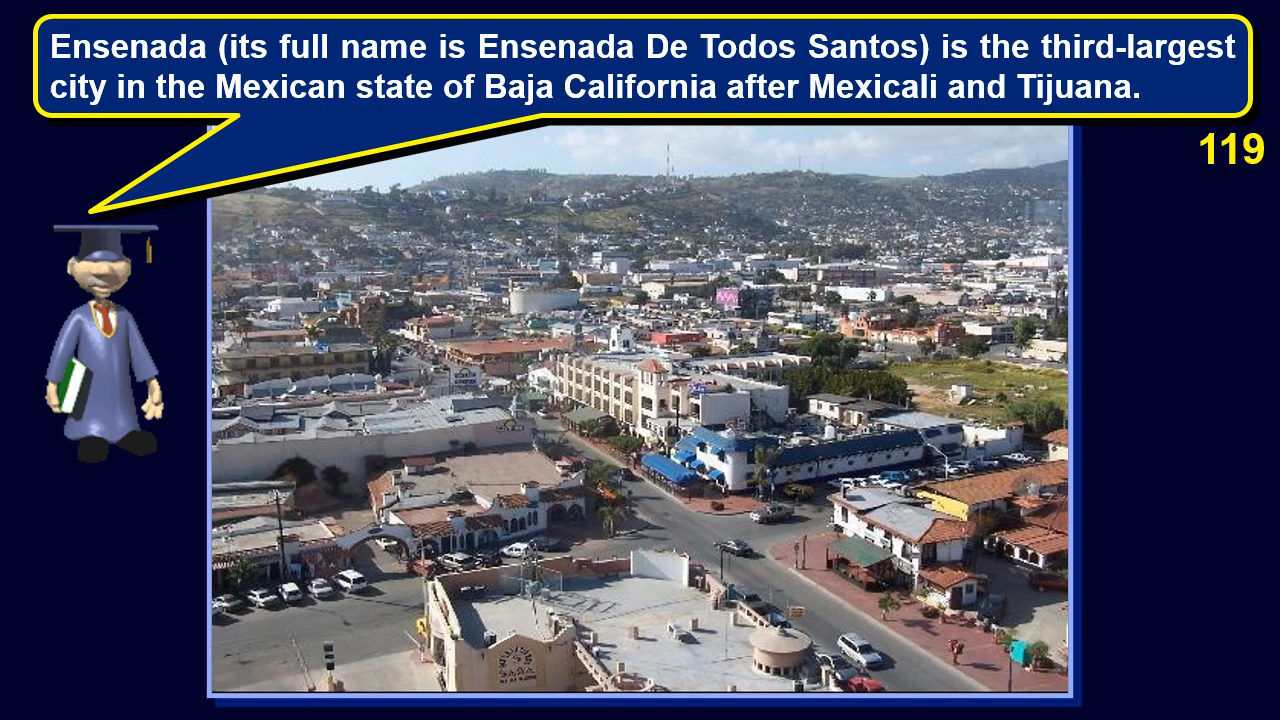 Ensenada (its full name is Ensenada De Todos Santos) is the third-largest
city in the Mexican state of Baja California after Mexicali and Tijuana.
119